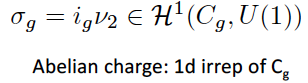 σ_g = i_g ν_2 ∈ ℋ^1(C_g, U(1))
Abelian charge: 1d irrep of C_g